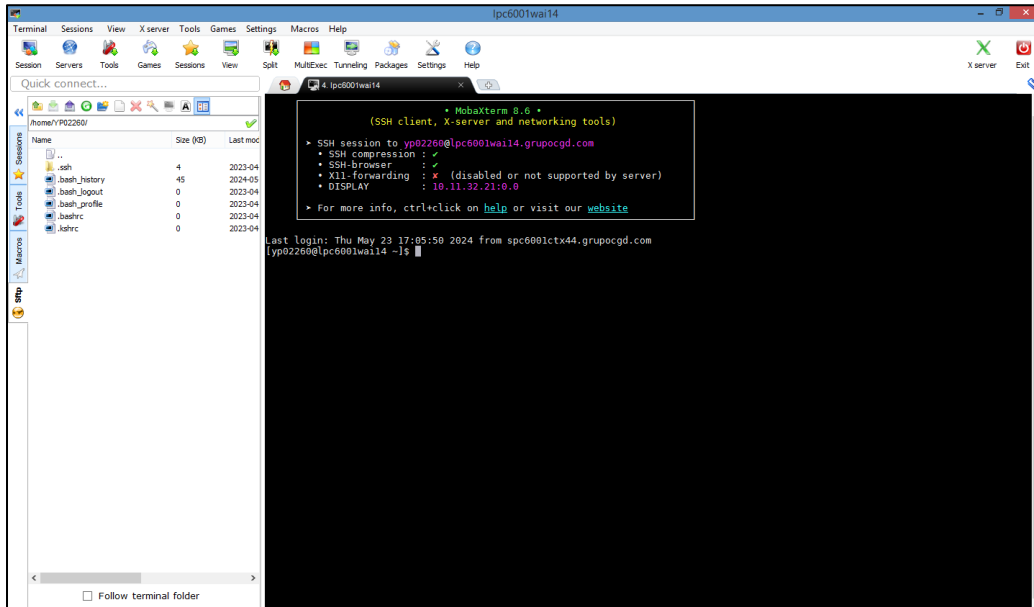 lpc6001wai14
Terminal Sessions View X server Tools Games Settings Macros Help
Session Servers Tools Games Sessions View Split MultiExec Tunneling Packages Settings Help X server Exit
Quick connect...
4. lpc6001wai14
/home/YP02260/
Name Size (KB) Last mod
..
.ssh 4 2023-04
.bash_history 45 2024-05
.bash_logout 0 2023-04
.bash_profile 0 2023-04
.bashrc 0 2023-04
.kshrc 0 2023-04
Sessions
Tools
Macros
Sftp
Follow terminal folder
• MobaXterm 8.6 •
(SSH client, X-server and networking tools)
➤ SSH session to yp02260@lpc6001wai14.grupocgd.com
• SSH compression : ✔
• SSH-browser : ✔
• X11-forwarding : ✘ (disabled or not supported by server)
• DISPLAY : 10.11.32.21:0.0
➤ For more info, ctrl+click on help or visit our website
Last login: Thu May 23 17:05:50 2024 from spc6001ctx44.grupocgd.com
[yp02260@lpc6001wai14 ~]$